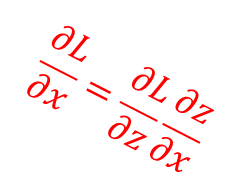 ∂L/∂x = ∂L/∂z ∂z/∂x